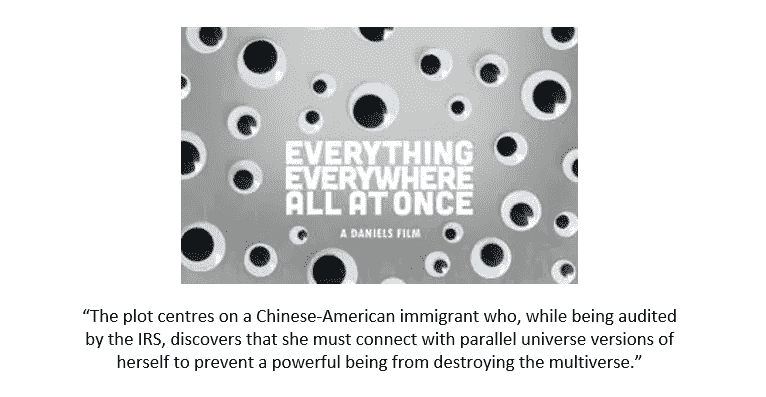 EVERYTHING
EVERYWHERE
ALL AT ONCE
A DANIELS FILM
“The plot centres on a Chinese-American immigrant who, while being audited
by the IRS, discovers that she must connect with parallel universe versions of
herself to prevent a powerful being from destroying the multiverse.”